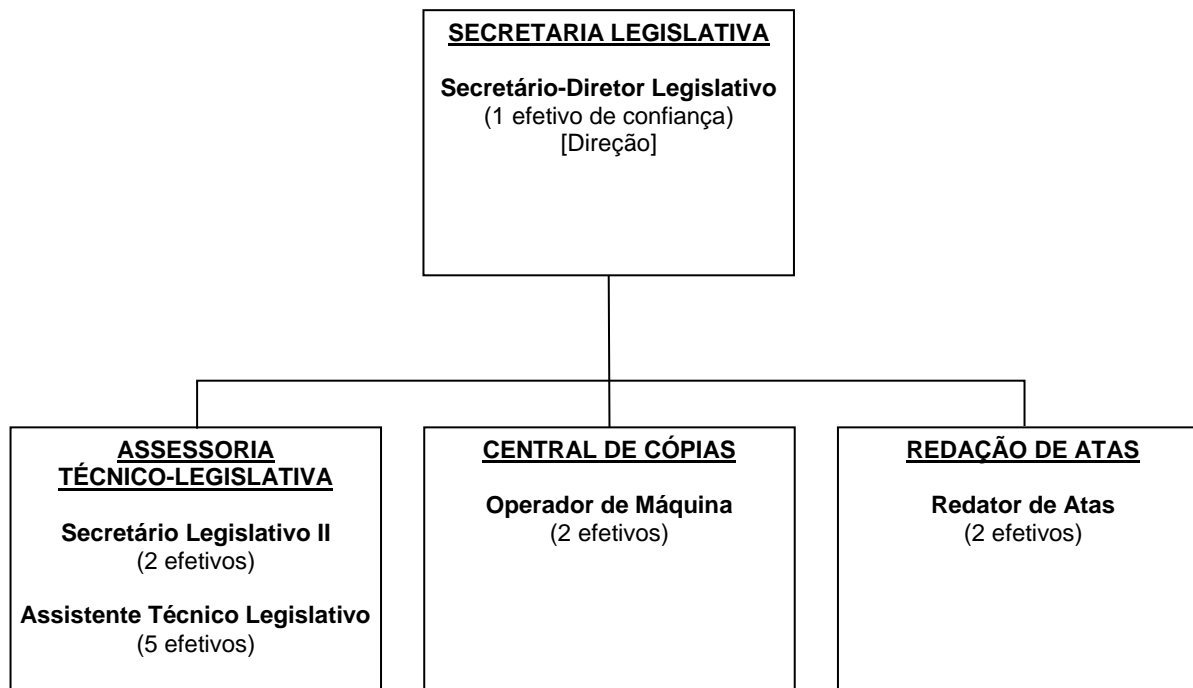 SECRETARIA LEGISLATIVA
Secretário-Diretor Legislativo
(1 efetivo de confiança)
[Direção]
ASSESSORIA
TÉCNICO-LEGISLATIVA
Secretário Legislativo II
(2 efetivos)
Assistente Técnico Legislativo
(5 efetivos)
CENTRAL DE CÓPIAS
Operador de Máquina
(2 efetivos)
REDAÇÃO DE ATAS
Redator de Atas
(2 efetivos)